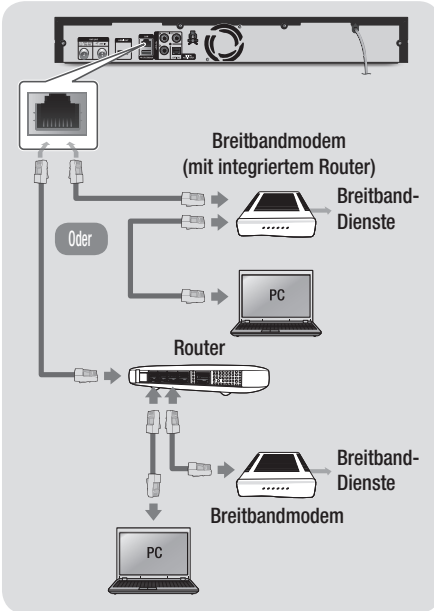 Breitbandmodem
(mit integriertem Router)
Breitband-
Dienste
Oder
PC
Router
Breitband-
Dienste
Breitbandmodem
PC